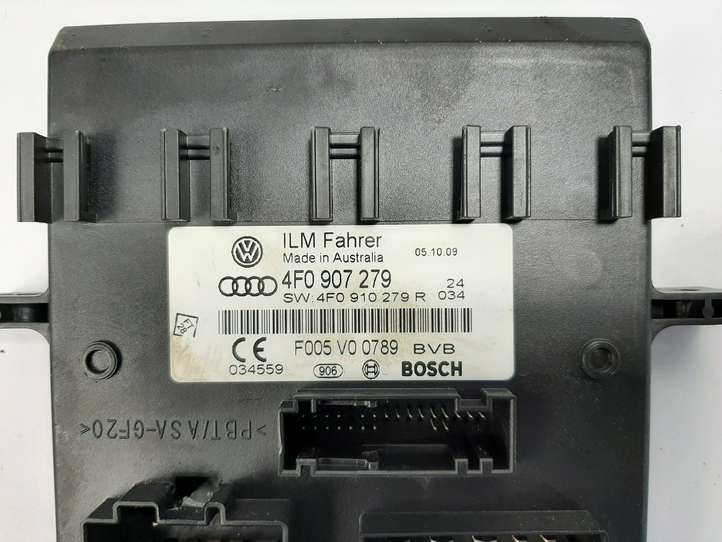 ILM Fahrer
Made in Australia
05.10.09
4F0 907 279
24
SW: 4F0 910 279 R
034
F005 V0 0789 BVB
CE
034559
906
BOSCH
>PBT/ASA-GF20<